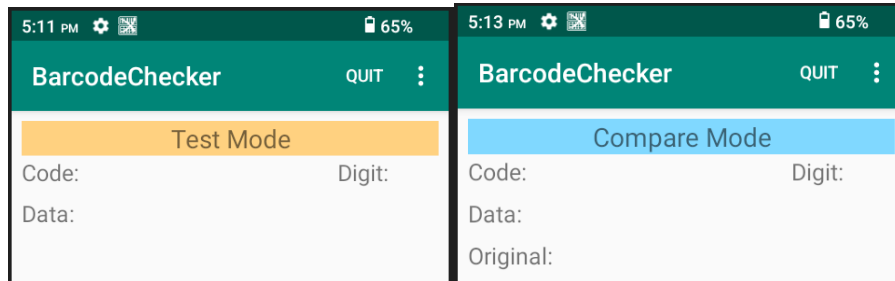 5:11 PM 65%
BarcodeChecker QUIT
Test Mode
Code: Digit:
Data:
5:13 PM 65%
BarcodeChecker QUIT
Compare Mode
Code: Digit:
Data:
Original: